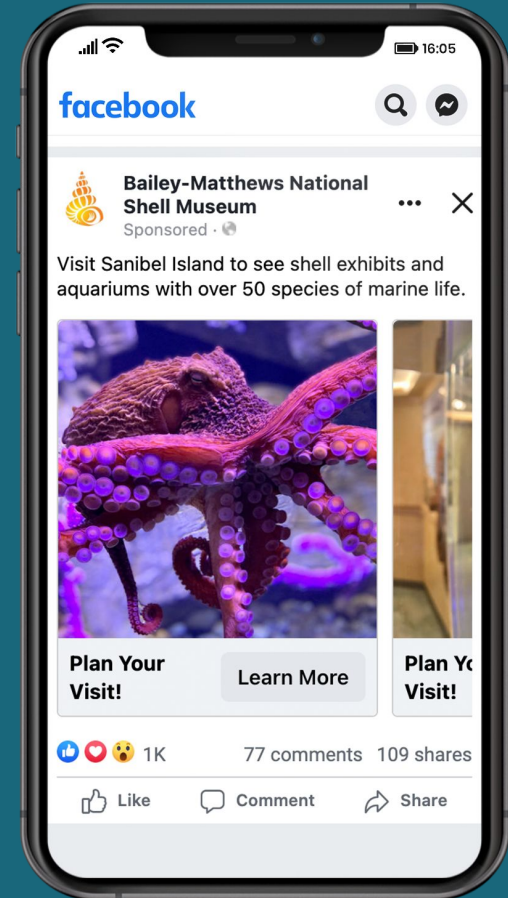 16:05
facebook
Bailey-Matthews National
Shell Museum
Sponsored ·
Visit Sanibel Island to see shell exhibits and
aquariums with over 50 species of marine life.
Plan Your
Visit!
Learn More
Plan
Visit!
1K
77 comments 109 shares
Like Comment Share